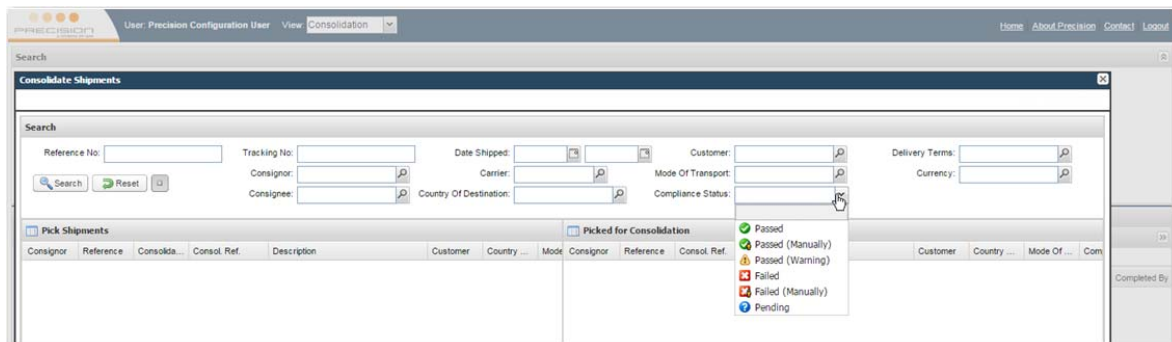 PRECISION
User: Precision Configuration User View: Consolidation
Home About Precision Contact Logout
Search
Consolidate Shipments
Search
Reference No: Tracking No: Date Shipped: Customer: Delivery Terms:
Consignor: Carrier: Mode Of Transport: Currency:
Search Reset
Consignee: Country Of Destination: Compliance Status:
Pick Shipments Picked for Consolidation
Consignor Reference Consolida... Consol. Ref. Description Customer Country ... Mode Consignor Reference Consol. Ref. Customer Country ... Mode Of ... Com
Passed
Passed (Manually)
Passed (Warning)
Failed
Failed (Manually)
Pending
Completed By